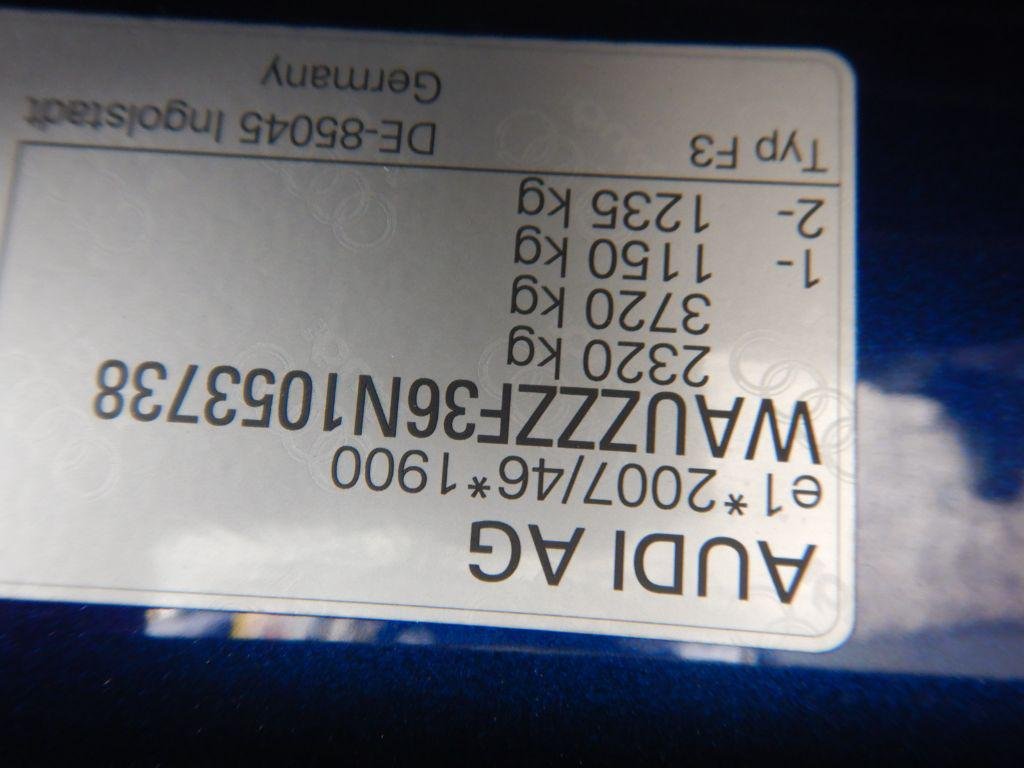 AUDI AG
e1*2007/46*1900
WAUZZZF36N1053738
2320 kg
3720 kg
1- 1150 kg
2- 1235 kg
Typ F3 DE-85045 Ingolstadt
Germany